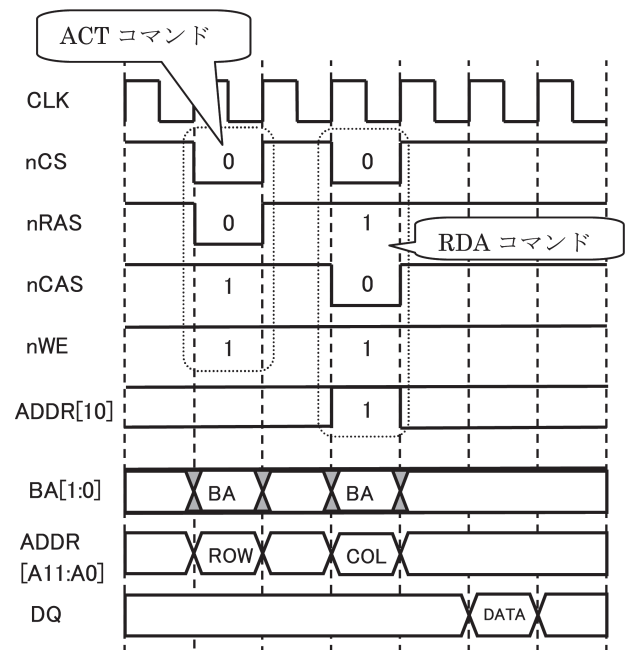 ACT コマンド
CLK
nCS 0 0
nRAS 0 1
RDA コマンド
nCAS 1 0
nWE 1 1
ADDR[10] 1
BA[1:0] BA BA
ADDR
[A11:A0] ROW COL
DQ DATA